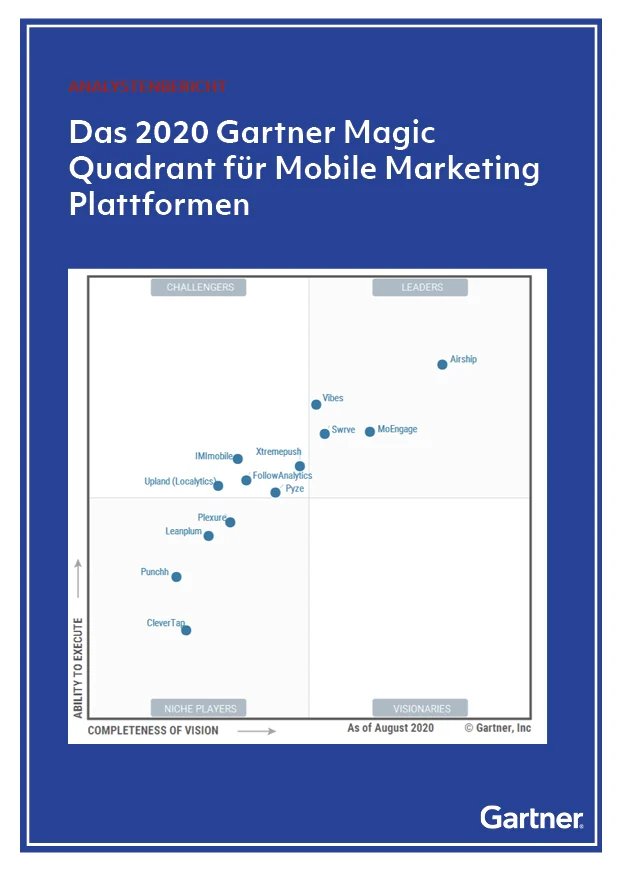 ANALYSTENBERICHT
Das 2020 Gartner Magic
Quadrant für Mobile Marketing
Plattformen
CHALLENGERS
LEADERS
Airship
Vibes
Swrve
MoEngage
Xtremepush
IMImobile
FollowAnalytics
Upland (Localytics)
Pyze
Plexure
Leanplum
Punchh
CleverTap
ABILITY TO EXECUTE
NICHE PLAYERS
VISIONARIES
COMPLETENESS OF VISION
As of August 2020
© Gartner, Inc
Gartner®